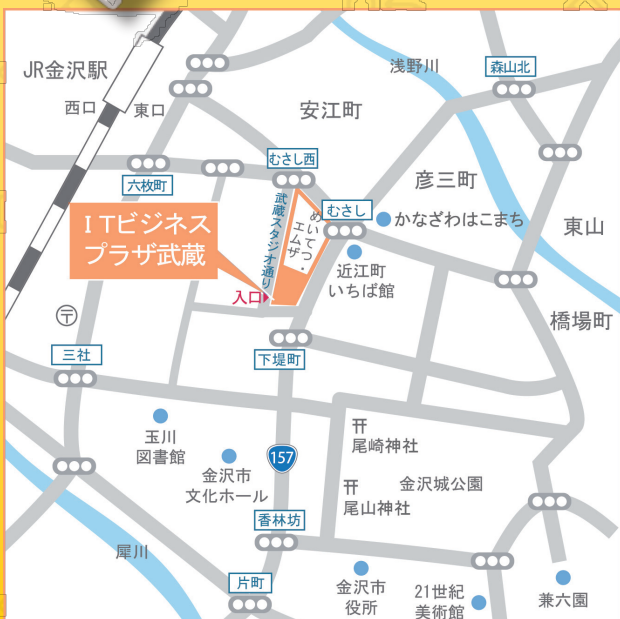 JR金沢駅
西口
東口
浅野川
森山北
安江町
むさし西
六枚町
彦三町
むさし
かなざわはこまち
東山
ITビジネス
プラザ武蔵
武蔵スタジオ通り
めいてつ・
エムザ
近江町
いちば館
入口
橋場町
〒
三社
下堤町
玉川
図書館
尾崎神社
157
金沢市
文化ホール
金沢城公園
尾山神社
香林坊
犀川
片町
金沢市
役所
21世紀
美術館
兼六園